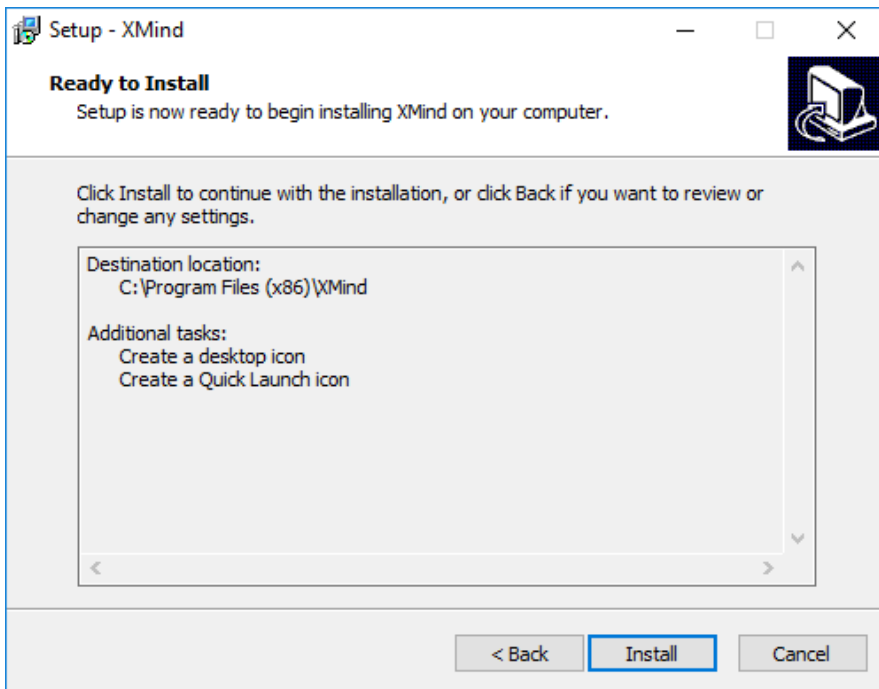 Setup - XMind
Ready to Install
Setup is now ready to begin installing XMind on your computer.
Click Install to continue with the installation, or click Back if you want to review or
change any settings.
Destination location:
C:\Program Files (x86)\XMind
Additional tasks:
Create a desktop icon
Create a Quick Launch icon
< Back Install Cancel